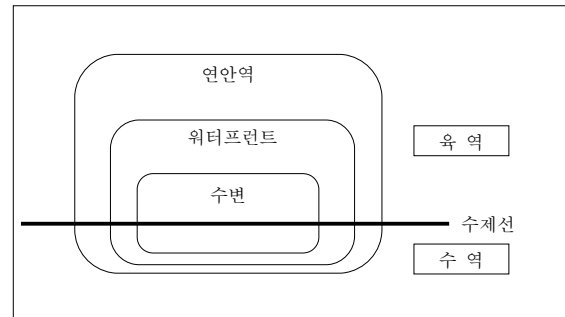 연안역
워터프런트
육 역
수변
수제선
수 역